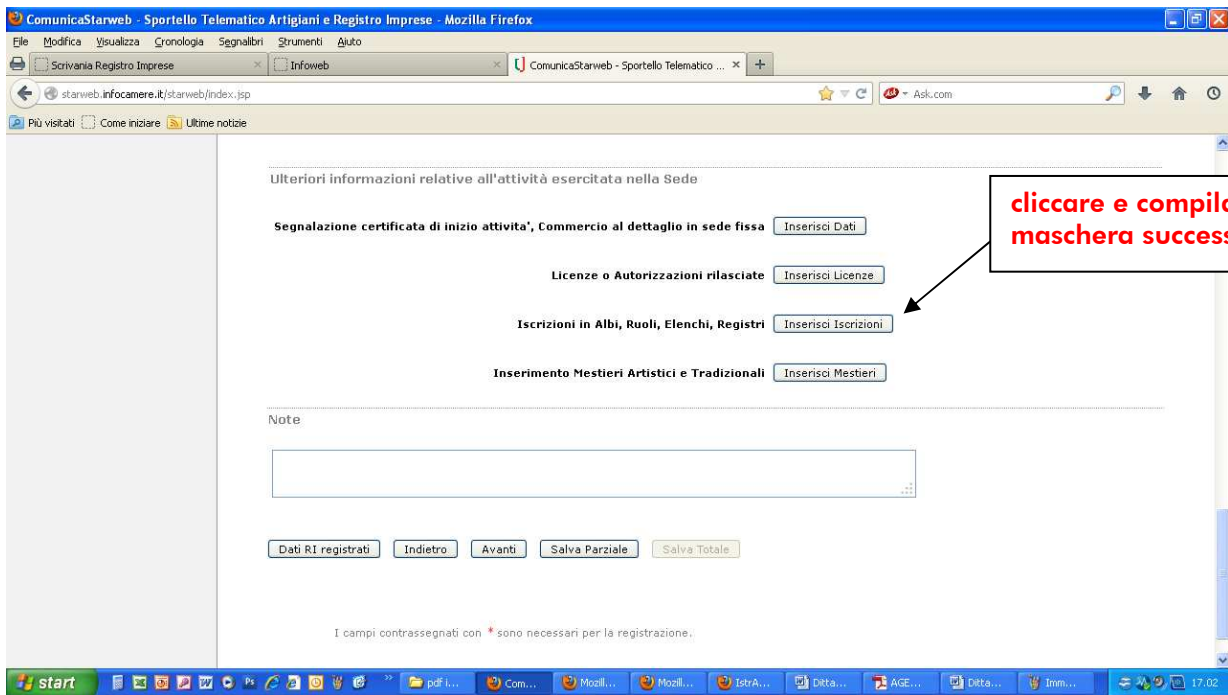 ComunicaStarweb - Sportello Telematico Artigiani e Registro Imprese - Mozilla Firefox
File Modifica Visualizza Cronologia Segnalibri Strumenti Aiuto
Scrivania Registro Imprese Infoweb ComunicaStarweb - Sportello Telematico ...
starweb.infocamere.it/starweb/index.jsp Ask.com
Più visitati Come iniziare Ultime notizie
Ulteriori informazioni relative all'attività esercitata nella Sede
cliccare e compila
maschera success
Segnalazione certificata di inizio attivita', Commercio al dettaglio in sede fissa Inserisci Dati
Licenze o Autorizzazioni rilasciate Inserisci Licenze
Iscrizioni in Albi, Ruoli, Elenchi, Registri Inserisci Iscrizioni
Inserimento Mestieri Artistici e Tradizionali Inserisci Mestieri
Note
Dati RI registrati Indietro Avanti Salva Parziale Salva Totale
I campi contrassegnati con * sono necessari per la registrazione.
start pdf i... Com... Mozill... Mozill... IstrA... Ditta... AGE... Ditta... Imm... 17.02